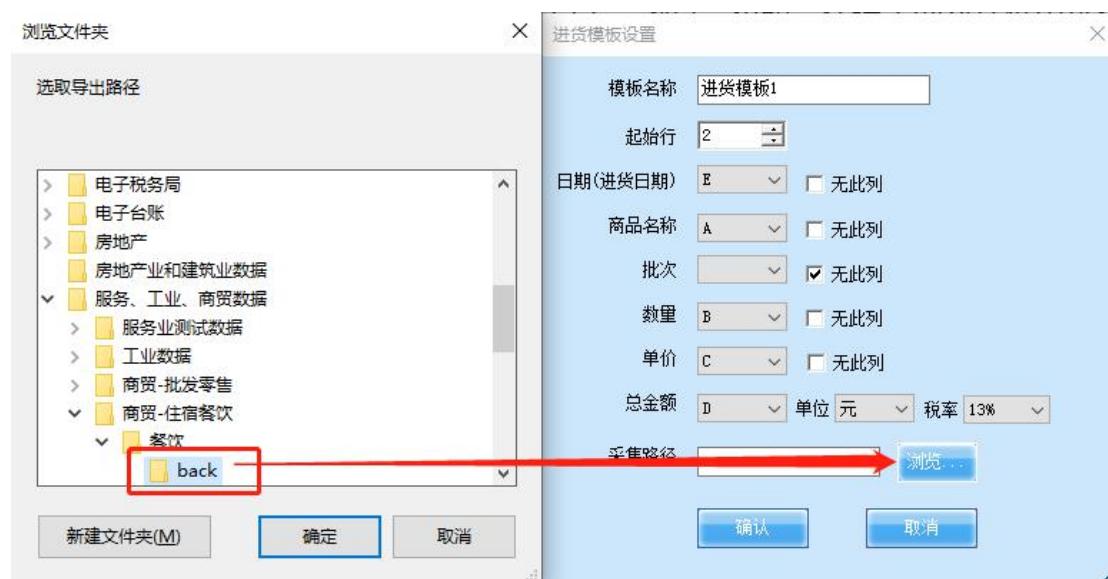 浏览文件夹
选取导出路径
电子税务局
电子台账
房地产
房地产业和建筑业数据
服务、工业、商贸数据
服务业测试数据
工业数据
商贸-批发零售
商贸-住宿餐饮
餐饮
back
新建文件夹(M) 确定 取消
进货模板设置
模板名称 进货模板1
起始行 2
日期(进货日期) E 无此列
商品名称 A 无此列
批次 无此列
数量 B 无此列
单价 C 无此列
总金额 D 单位 元 税率 13%
采集路径 浏览...
确认 取消